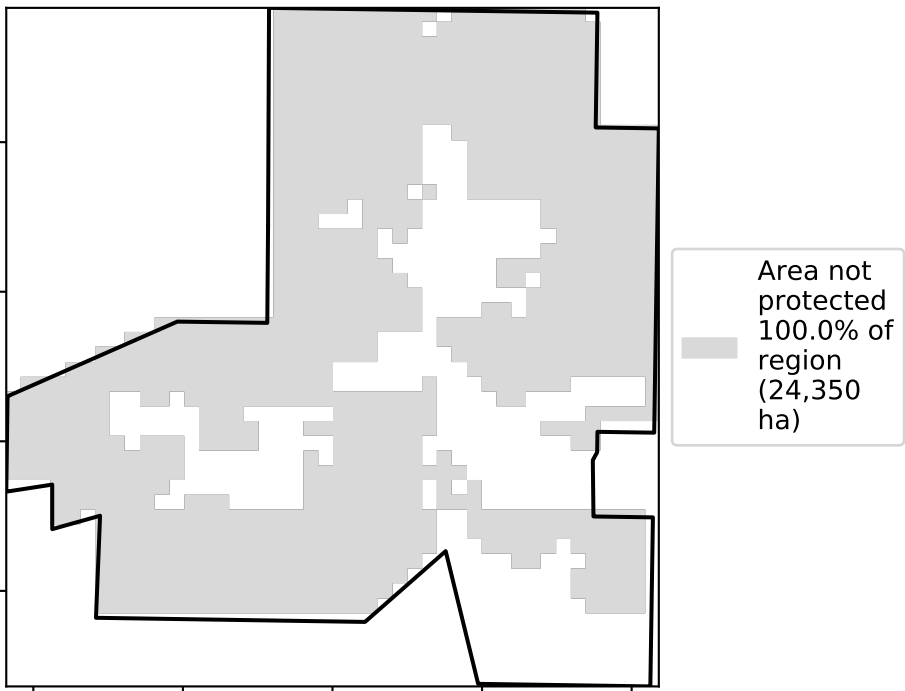 Area not
protected
100.0% of
region
(24,350
ha)